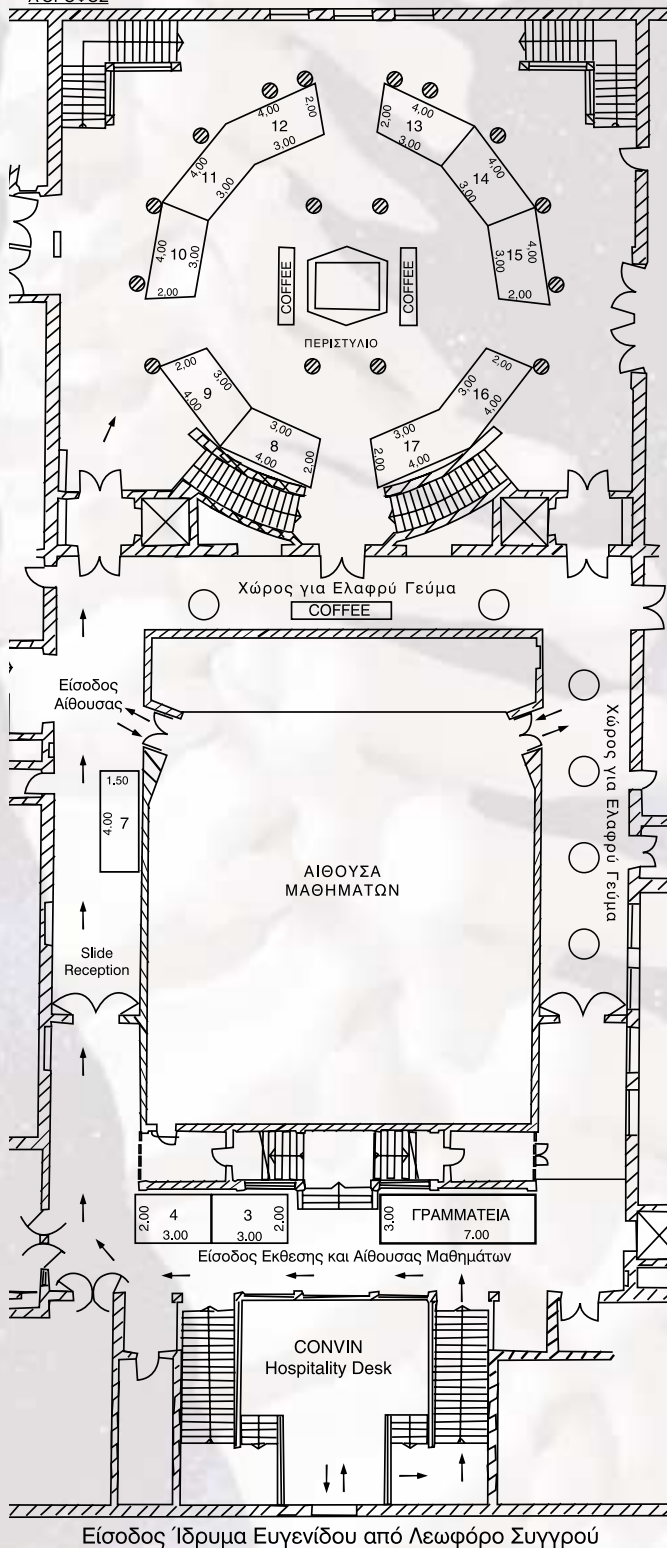 4,00
12
2,00
3,00
4,00
11
3,00
4,00
10
3,00
2,00
4,00
2,00
13
3,00
4,00
14
3,00
4,00
15
3,00
2,00
COFFEE
COFFEE
ΠΕΡΙΣΤΥΛΙΟ
2,00
9
3,00
4,00
3,00
8
4,00
2,00
2,00
3,00
16
4,00
3,00
2,00
17
4,00
Χώρος για Ελαφρύ Γεύμα
COFFEE
Είσοδος
Αίθουσας
Χώρος για Ελαφρύ Γεύμα
1.50
4.00
7
ΑΙΘΟΥΣΑ
ΜΑΘΗΜΑΤΩΝ
Slide
Reception
2.00
4
3.00
3
3.00
2.00
3.00
ΓΡΑΜΜΑΤΕΙΑ
7.00
Είσοδος Εκθεσης και Αίθουσας Μαθημάτων
CONVIN
Hospitality Desk
Είσοδος Ίδρυμα Ευγενίδου από Λεωφόρο Συγγρού